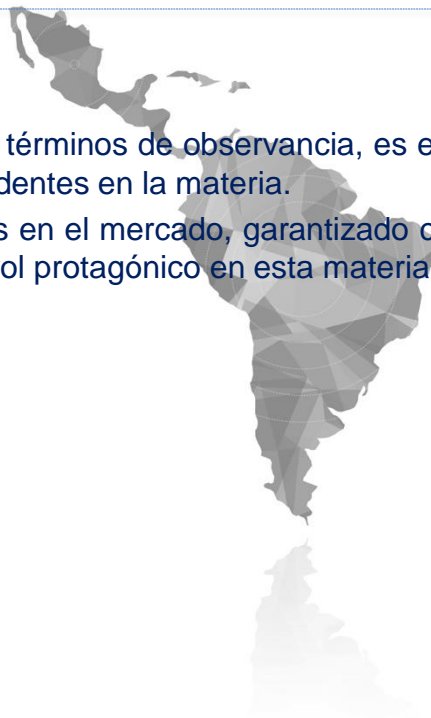 términos de observancia, es e
dentes en la materia.
s en el mercado, garantizado
ol protagónico en esta materia